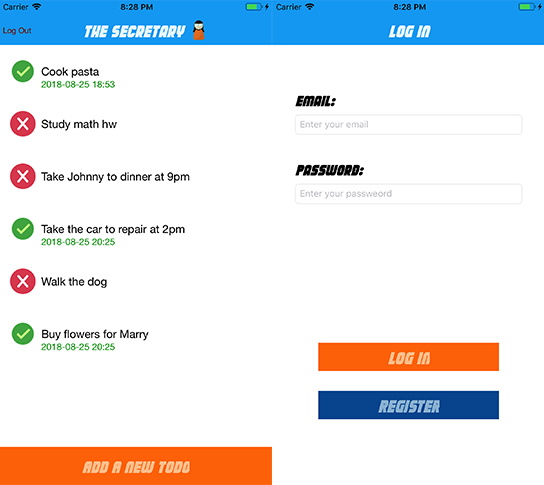 Carrier 8:28 PM
Log Out THE SECRETARY
Cook pasta
2018-08-25 18:53
Study math hw
Take Johnny to dinner at 9pm
Take the car to repair at 2pm
2018-08-25 20:25
Walk the dog
Buy flowers for Marry
2018-08-25 20:25
ADD A NEW TODO
Carrier 8:28 PM
LOG IN
EMAIL:
Enter your email
PASSWORD:
Enter your passweord
LOG IN
REGISTER